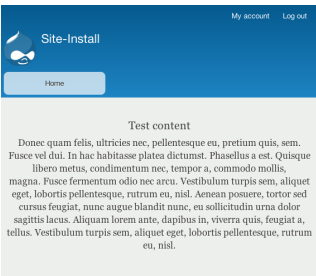 My account Log out
Site-Install
Home
Test content
Donec quam felis, ultricies nec, pellentesque eu, pretium quis, sem.
Fusce vel dui. In hac habitasse platea dictumst. Phasellus a est. Quisque
libero metus, condimentum nec, tempor a, commodo mollis,
magna. Fusce fermentum odio nec arcu. Vestibulum turpis sem, aliquet
eget, lobortis pellentesque, rutrum eu, nisl. Aenean posuere, tortor sed
cursus feugiat, nunc augue blandit nunc, eu sollicitudin urna dolor
sagittis lacus. Aliquam lorem ante, dapibus in, viverra quis, feugiat a,
tellus. Vestibulum turpis sem, aliquet eget, lobortis pellentesque, rutrum
eu, nisl.